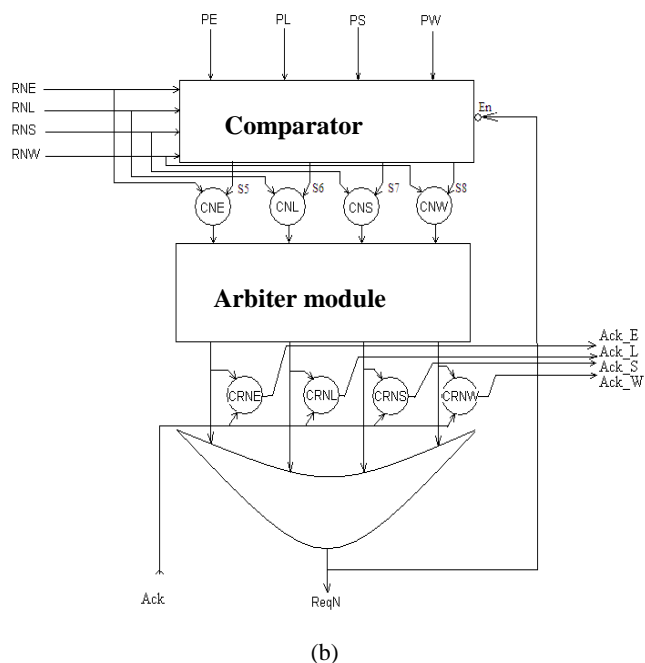 PE PL PS PW
RNE
RNL
RNS
RNW
En
Comparator
S5 S6 S7 S8
CNE CNL CNS CNW
Arbiter module
Ack_E
Ack_L
Ack_S
Ack_W
CRNE CRNL CRNS CRNW
Ack
ReqN
(b)